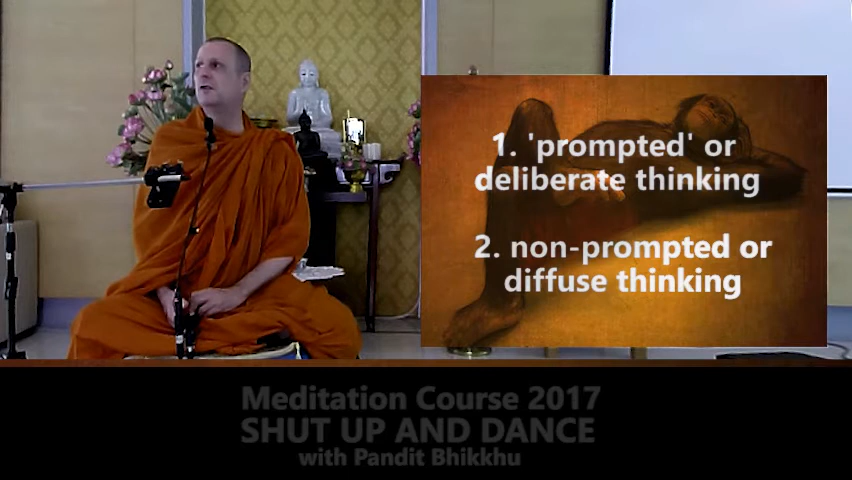 1. 'prompted' or
deliberate thinking
2. non-prompted or
diffuse thinking
Meditation Course 2017
SHUT UP AND DANCE
with Pandit Bhikkhu